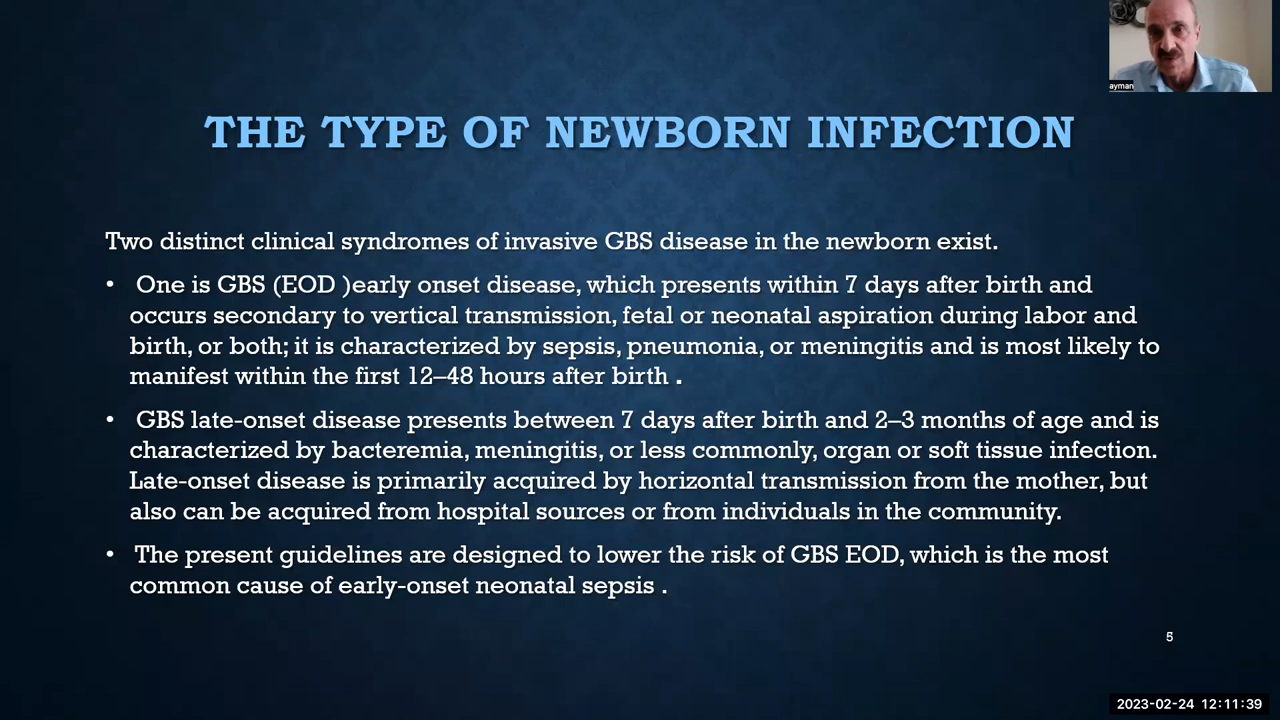 ayman
THE TYPE OF NEWBORN INFECTION
Two distinct clinical syndromes of invasive GBS disease in the newborn exist.
• One is GBS (EOD )early onset disease, which presents within 7 days after birth and
occurs secondary to vertical transmission, fetal or neonatal aspiration during labor and
birth, or both; it is characterized by sepsis, pneumonia, or meningitis and is most likely to
manifest within the first 12–48 hours after birth .
• GBS late-onset disease presents between 7 days after birth and 2–3 months of age and is
characterized by bacteremia, meningitis, or less commonly, organ or soft tissue infection.
Late-onset disease is primarily acquired by horizontal transmission from the mother, but
also can be acquired from hospital sources or from individuals in the community.
• The present guidelines are designed to lower the risk of GBS EOD, which is the most
common cause of early-onset neonatal sepsis .
5
2023-02-24 12:11:39